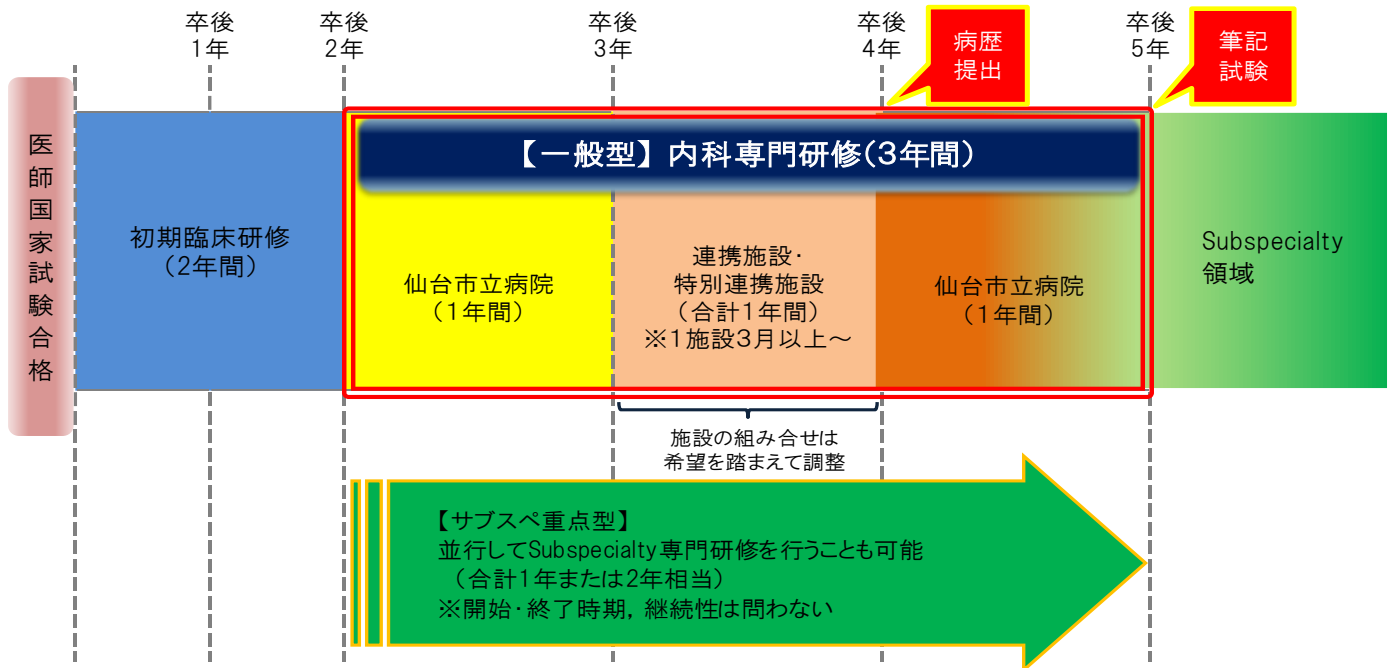 卒後
1年
卒後
2年
卒後
3年
卒後
4年
病歴
提出
卒後
5年
筆記
試験
医師国家試験合格
【一般型】内科専門研修(3年間)
初期臨床研修
(2年間)
仙台市立病院
(1年間)
連携施設・
特別連携施設
(合計1年間)
※1施設3月以上~
仙台市立病院
(1年間)
Subspecialty
領域
施設の組み合せは
希望を踏まえて調整
【サブスペ重点型】
並行してSubspecialty専門研修を行うことも可能
(合計1年または2年相当)
※開始・終了時期, 継続性は問わない